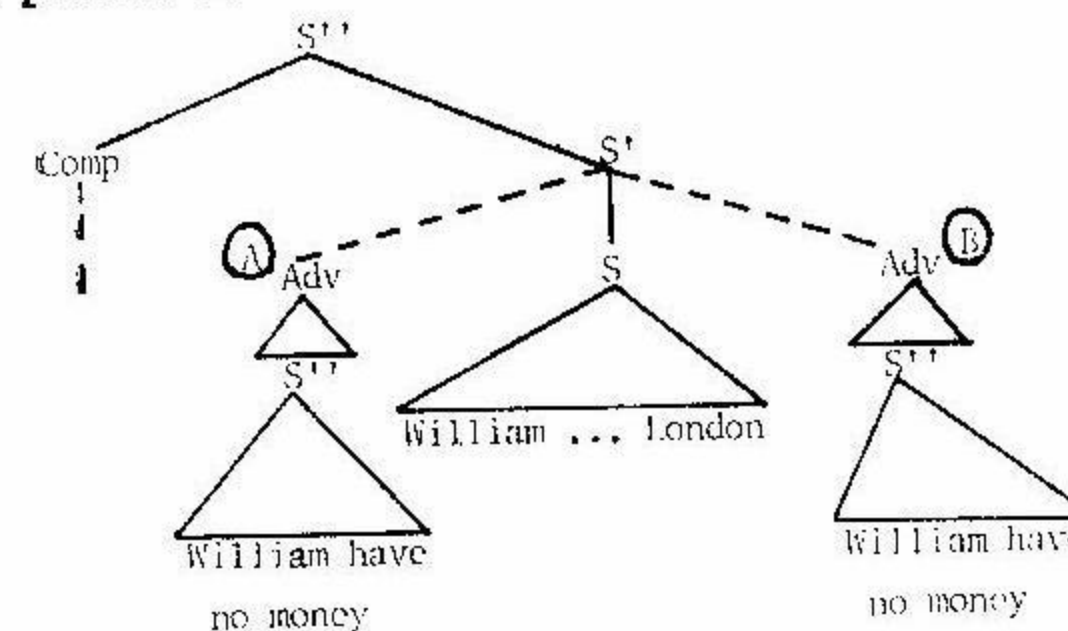 S''
Comp
S'
A Adv
S
Adv B
S''
William ... London
S''
William have
no money
William have
no money